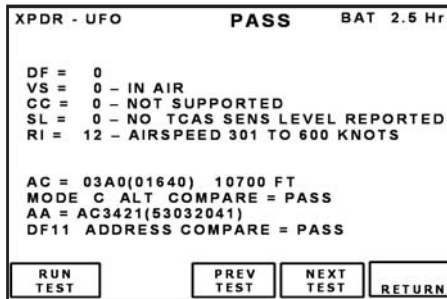 XPDR - UFO PASS BAT 2.5 Hr
DF = 0
VS = 0 – IN AIR
CC = 0 – NOT SUPPORTED
SL = 0 – NO TCAS SENS LEVEL REPORTED
RI = 12 – AIRSPEED 301 TO 600 KNOTS
AC = 03A0(01640) 10700 FT
MODE C ALT COMPARE = PASS
AA = AC3421(53032041)
DF11 ADDRESS COMPARE = PASS
RUN TEST
PREV TEST
NEXT TEST
RETURN